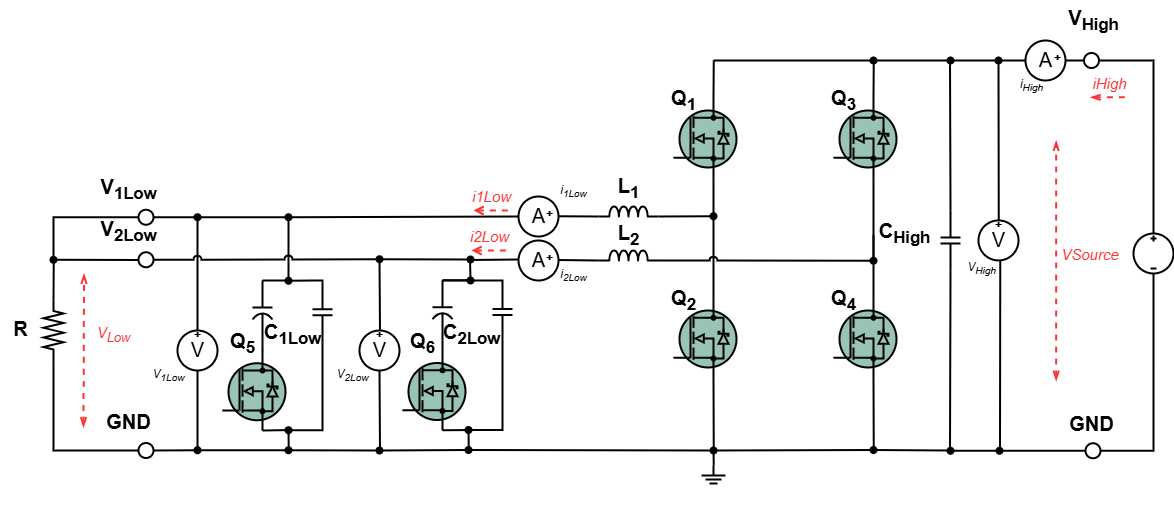 VHigh
A+
iHigh
iHigh
Q1
Q3
V1Low
i1Low
i1Low
A+
L1
V2Low
i2Low
A+
i2Low
L2
CHigh
V
+
VHigh
VSource
+
-
R
VLow
V
+
V1Low
Q5
C1Low
V
+
V2Low
Q6
C2Low
Q2
Q4
GND
GND